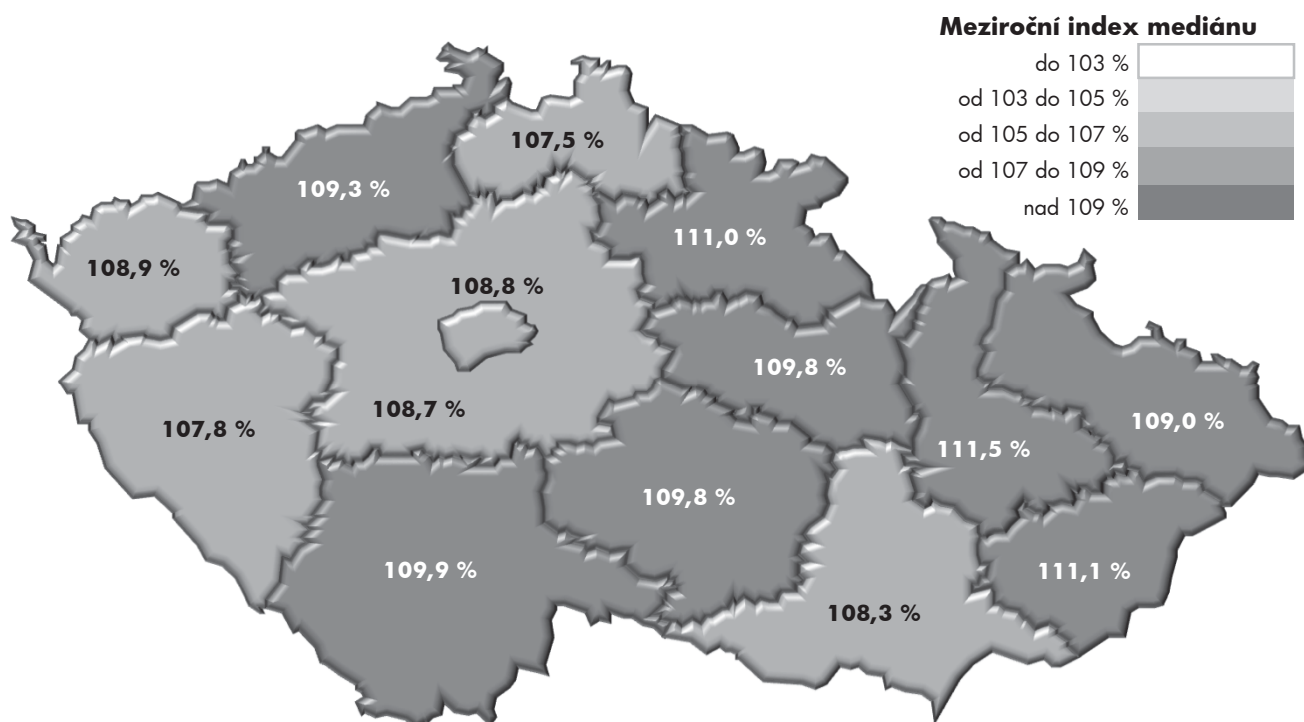 Meziroční index mediánu
do 103 %
od 103 do 105 %
od 105 do 107 %
od 107 do 109 %
nad 109 %
107,5 %
109,3 %
111,0 %
108,9 %
108,8 %
109,8 %
108,7 %
107,8 %
109,0 %
111,5 %
109,8 %
109,9 %
111,1 %
108,3 %